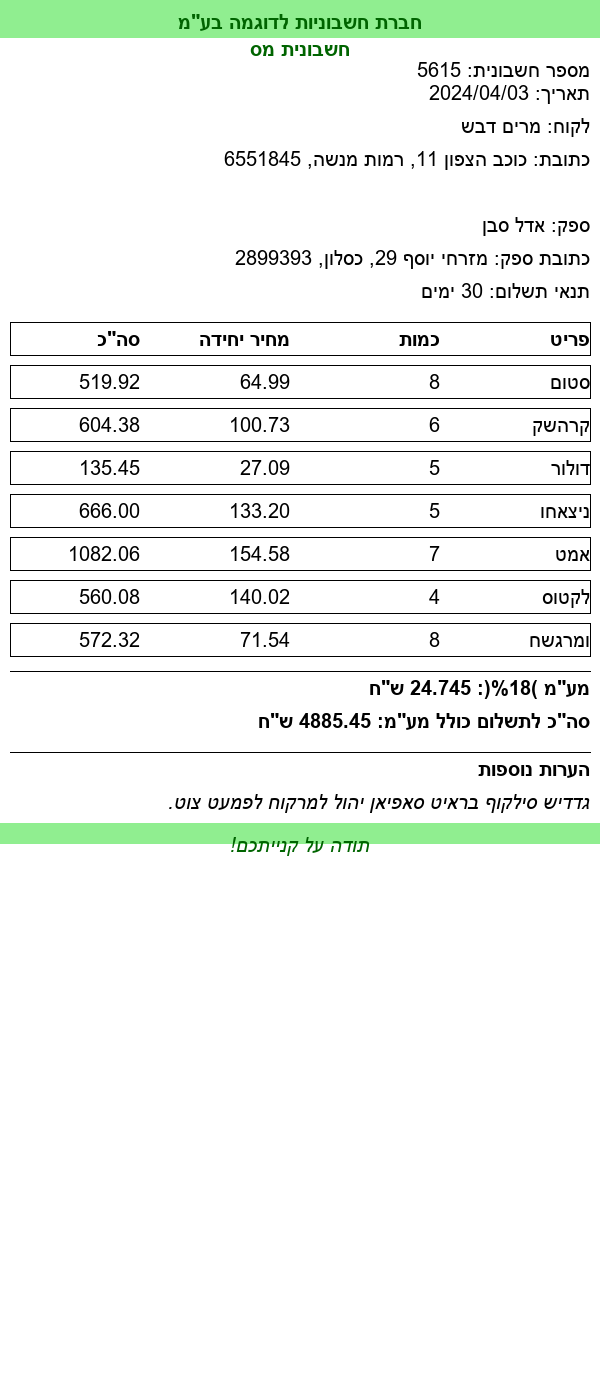 חברת חשבוניות לדוגמה בע"מ
חשבונית מס
מספר חשבונית: 5615
תאריך: 2024/04/03
לקוח: מרים דבש
כתובת: כוכב הצפון 11, רמות מנשה, 6551845
ספק: אדל סבן
כתובת ספק: מזרחי יוסף 29, כסלון, 2899393
תנאי תשלום: 30 ימים
פריט כמות מחיר יחידה סה"כ
סטום 8 64.99 519.92
קרהשק 6 100.73 604.38
דולור 5 27.09 135.45
ניצאחו 5 133.20 666.00
אמט 7 154.58 1082.06
לקטוס 4 140.02 560.08
ומרגשח 8 71.54 572.32
מע"מ )18%(: 24.745 ש"ח
סה"כ לתשלום כולל מע"מ: 4885.45 ש"ח
הערות נוספות
גדדיש סילקוף בראיט סאפיאן יהול למרקוח לפמעט צוט.
תודה על קנייתכם!